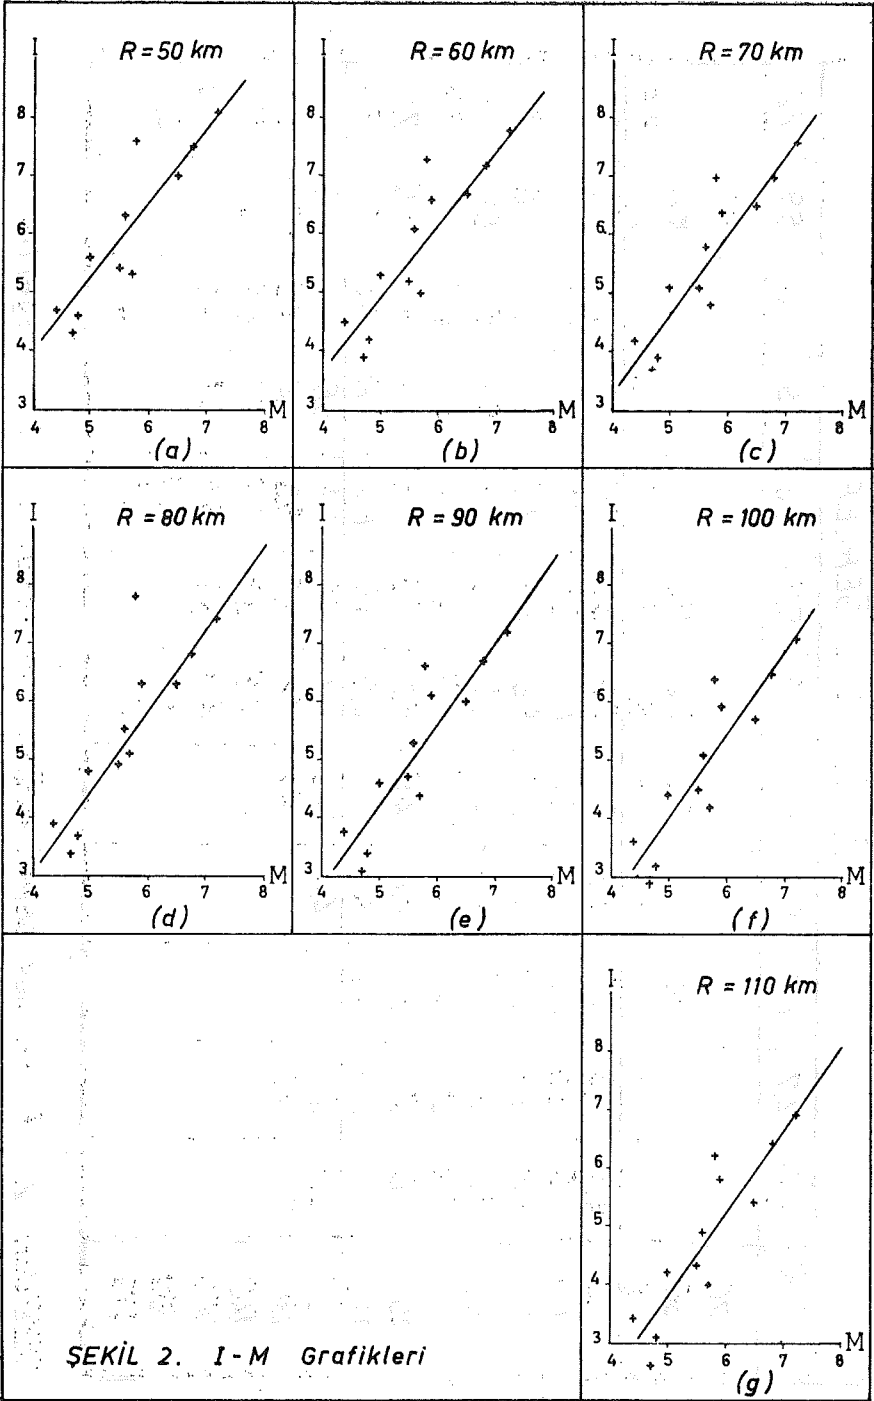 I R = 50 km
8
7
6
5
4
3
4 5 6 7 8 M
(a)
I R = 60 km
8
7
6
5
4
3
4 5 6 7 8 M
(b)
I R = 70 km
8
7
6
5
4
3
4 5 6 7 8 M
(c)
I R = 80 km
8
7
6
5
4
3
4 5 6 7 8 M
(d)
I R = 90 km
8
7
6
5
4
3
4 5 6 7 8 M
(e)
I R = 100 km
8
7
6
5
4
3
4 5 6 7 8 M
(f)
I R = 110 km
8
7
6
5
4
3
4 5 6 7 8 M
(g)
ŞEKİL 2. I-M Grafikleri